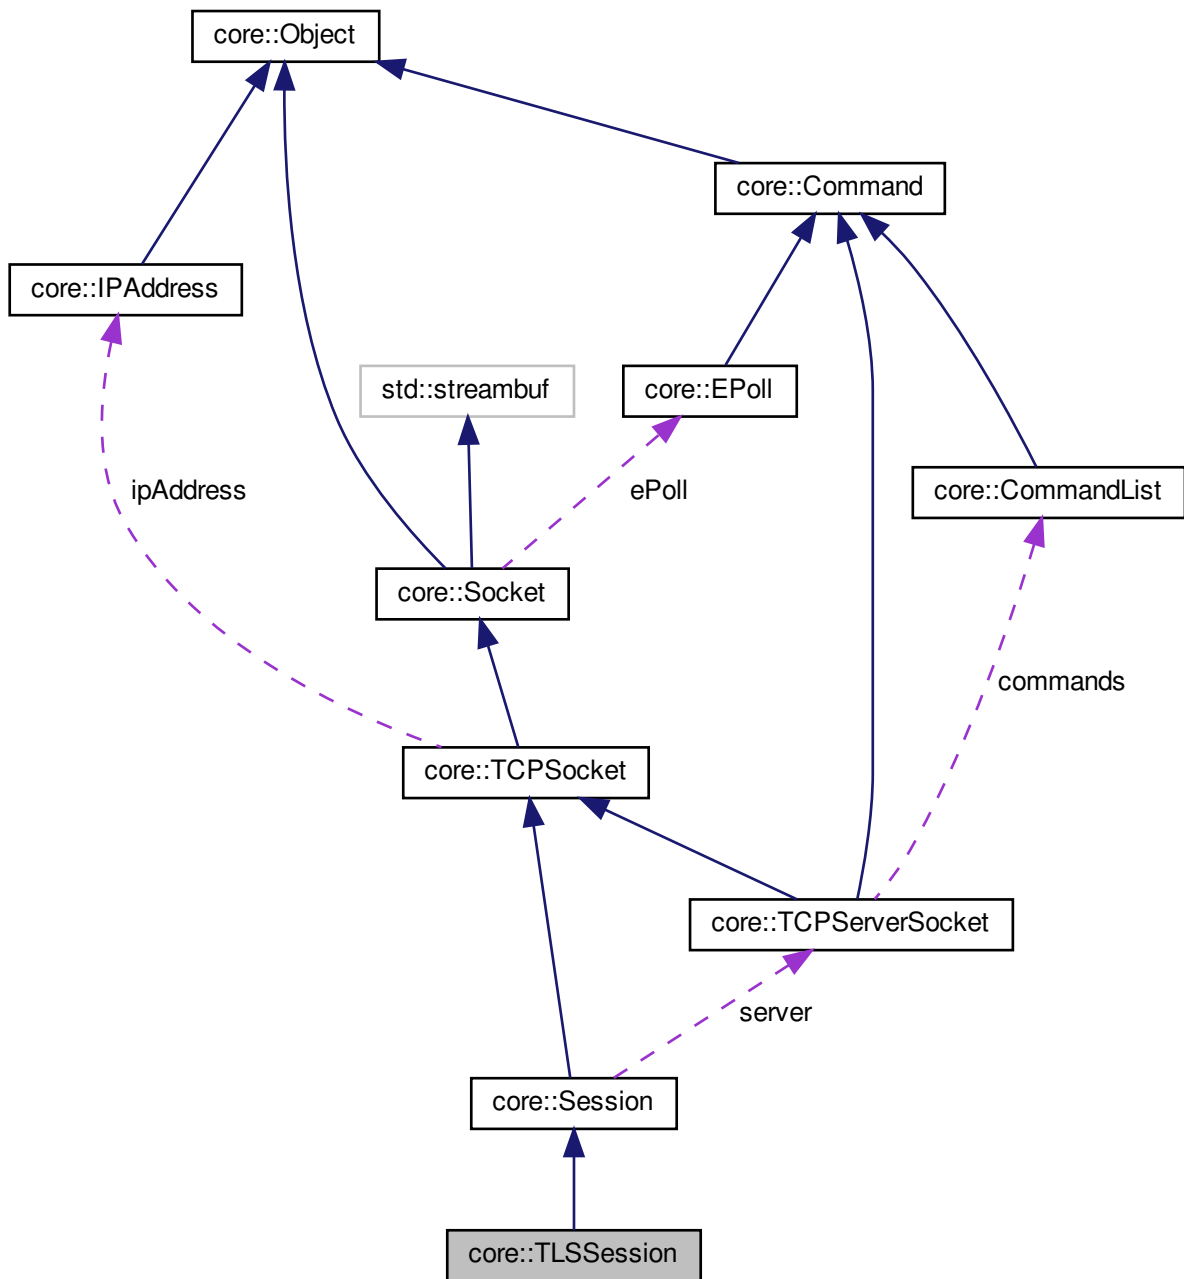 core::Object
core::Command
core::IPAddress
std::streambuf
core::EPoll
core::CommandList
ipAddress
ePoll
core::Socket
commands
core::TCPSocket
core::TCPServerSocket
server
core::Session
core::TLSSession